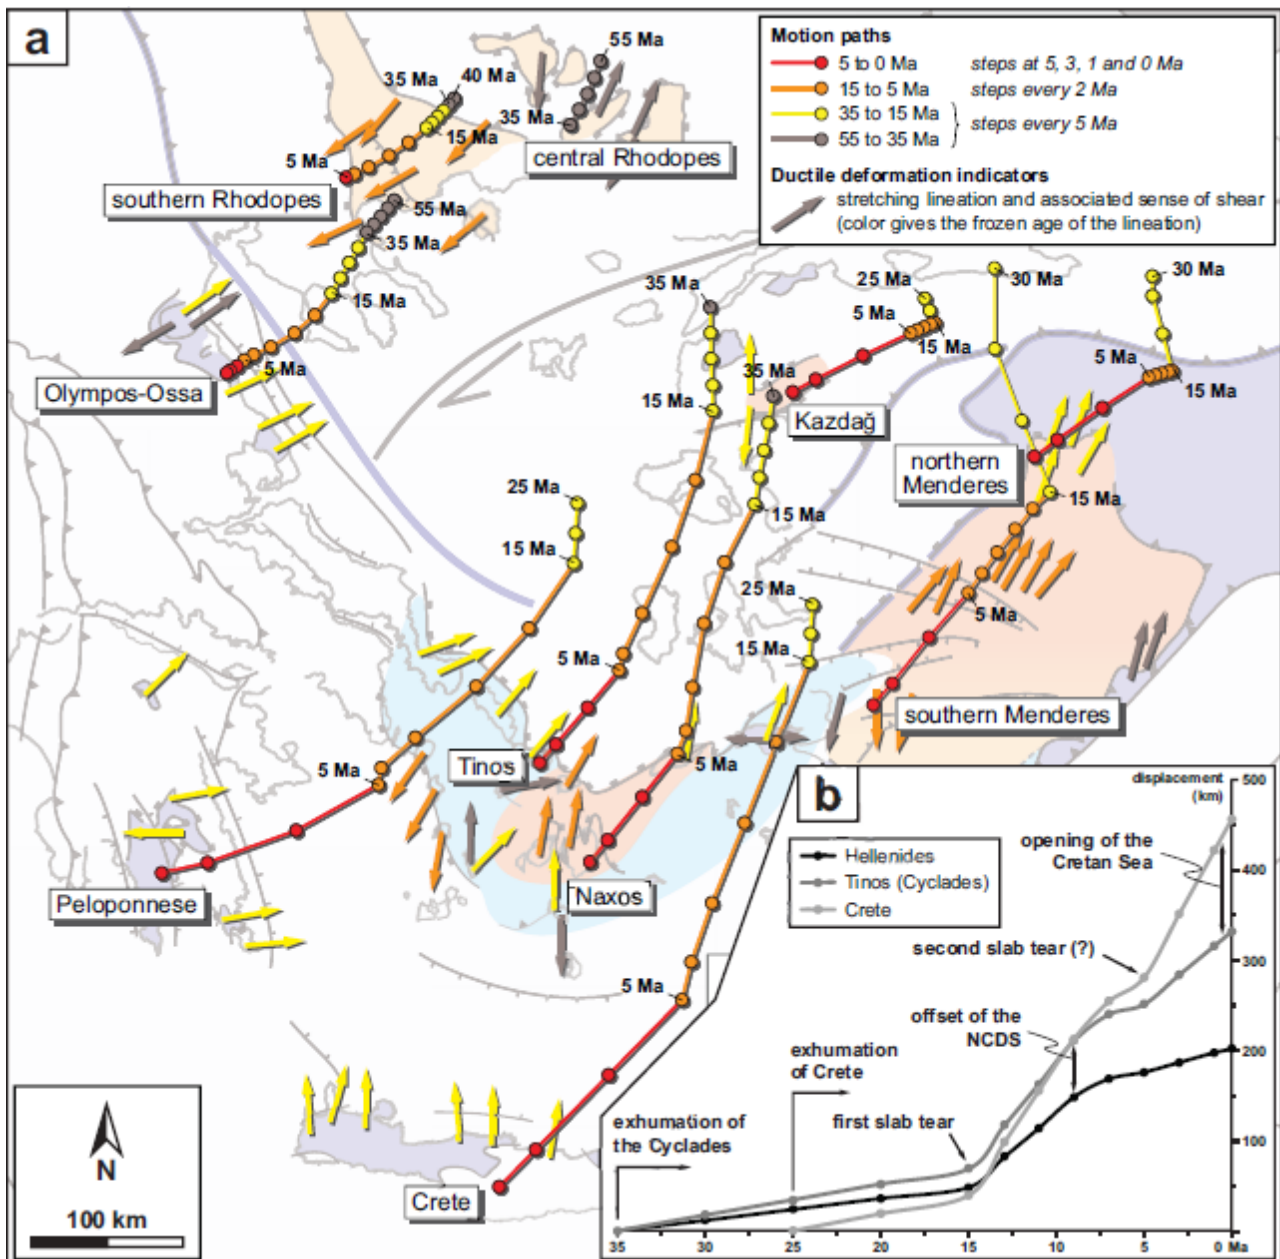 a
Motion paths
5 to 0 Ma steps at 5, 3, 1 and 0 Ma
15 to 5 Ma steps every 2 Ma
35 to 15 Ma
55 to 35 Ma
steps every 5 Ma
Ductile deformation indicators
stretching lineation and associated sense of shear
(color gives the frozen age of the lineation)
55 Ma
35 Ma
central Rhodopes
35 Ma
40 Ma
15 Ma
5 Ma
southern Rhodopes
55 Ma
35 Ma
15 Ma
5 Ma
Olympos-Ossa
35 Ma
15 Ma
5 Ma
Tinos
35 Ma
15 Ma
5 Ma
Naxos
25 Ma
5 Ma
15 Ma
Kazdağ
30 Ma
15 Ma
5 Ma
southern Menderes
30 Ma
5 Ma
15 Ma
northern
Menderes
25 Ma
15 Ma
5 Ma
Peloponnese
25 Ma
15 Ma
5 Ma
Crete
N
100 km
b
displacement
(km)
500
400
300
200
100
Hellenides
Tinos (Cyclades)
Crete
opening of the
Cretan Sea
second slab tear (?)
offset of the
NCDS
exhumation
of Crete
first slab tear
exhumation of
the Cyclades
35 30 25 20 15 10 5 0 Ma